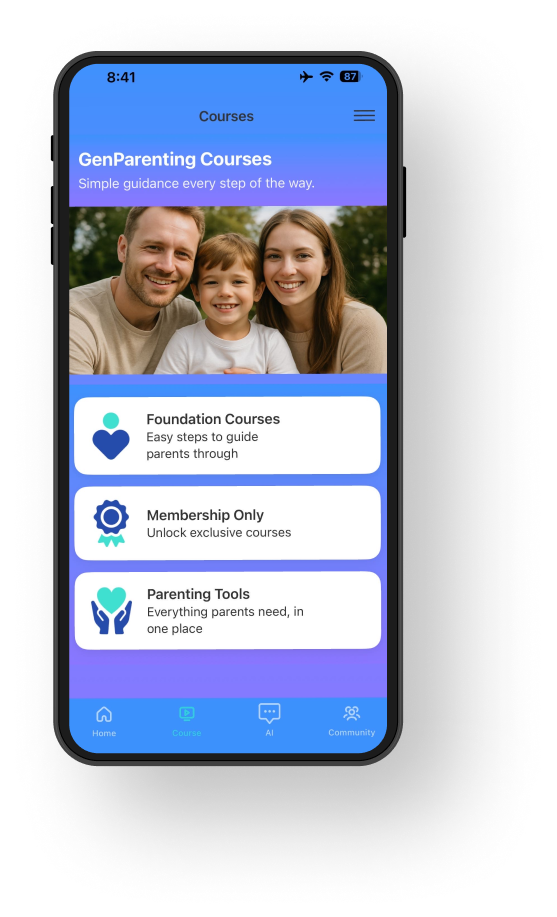 8:41
87
Courses
GenParenting Courses
Simple guidance every step of the way.
Foundation Courses
Easy steps to guide
parents through
Membership Only
Unlock exclusive courses
Parenting Tools
Everything parents need, in
one place
Home
Course
AI
Community